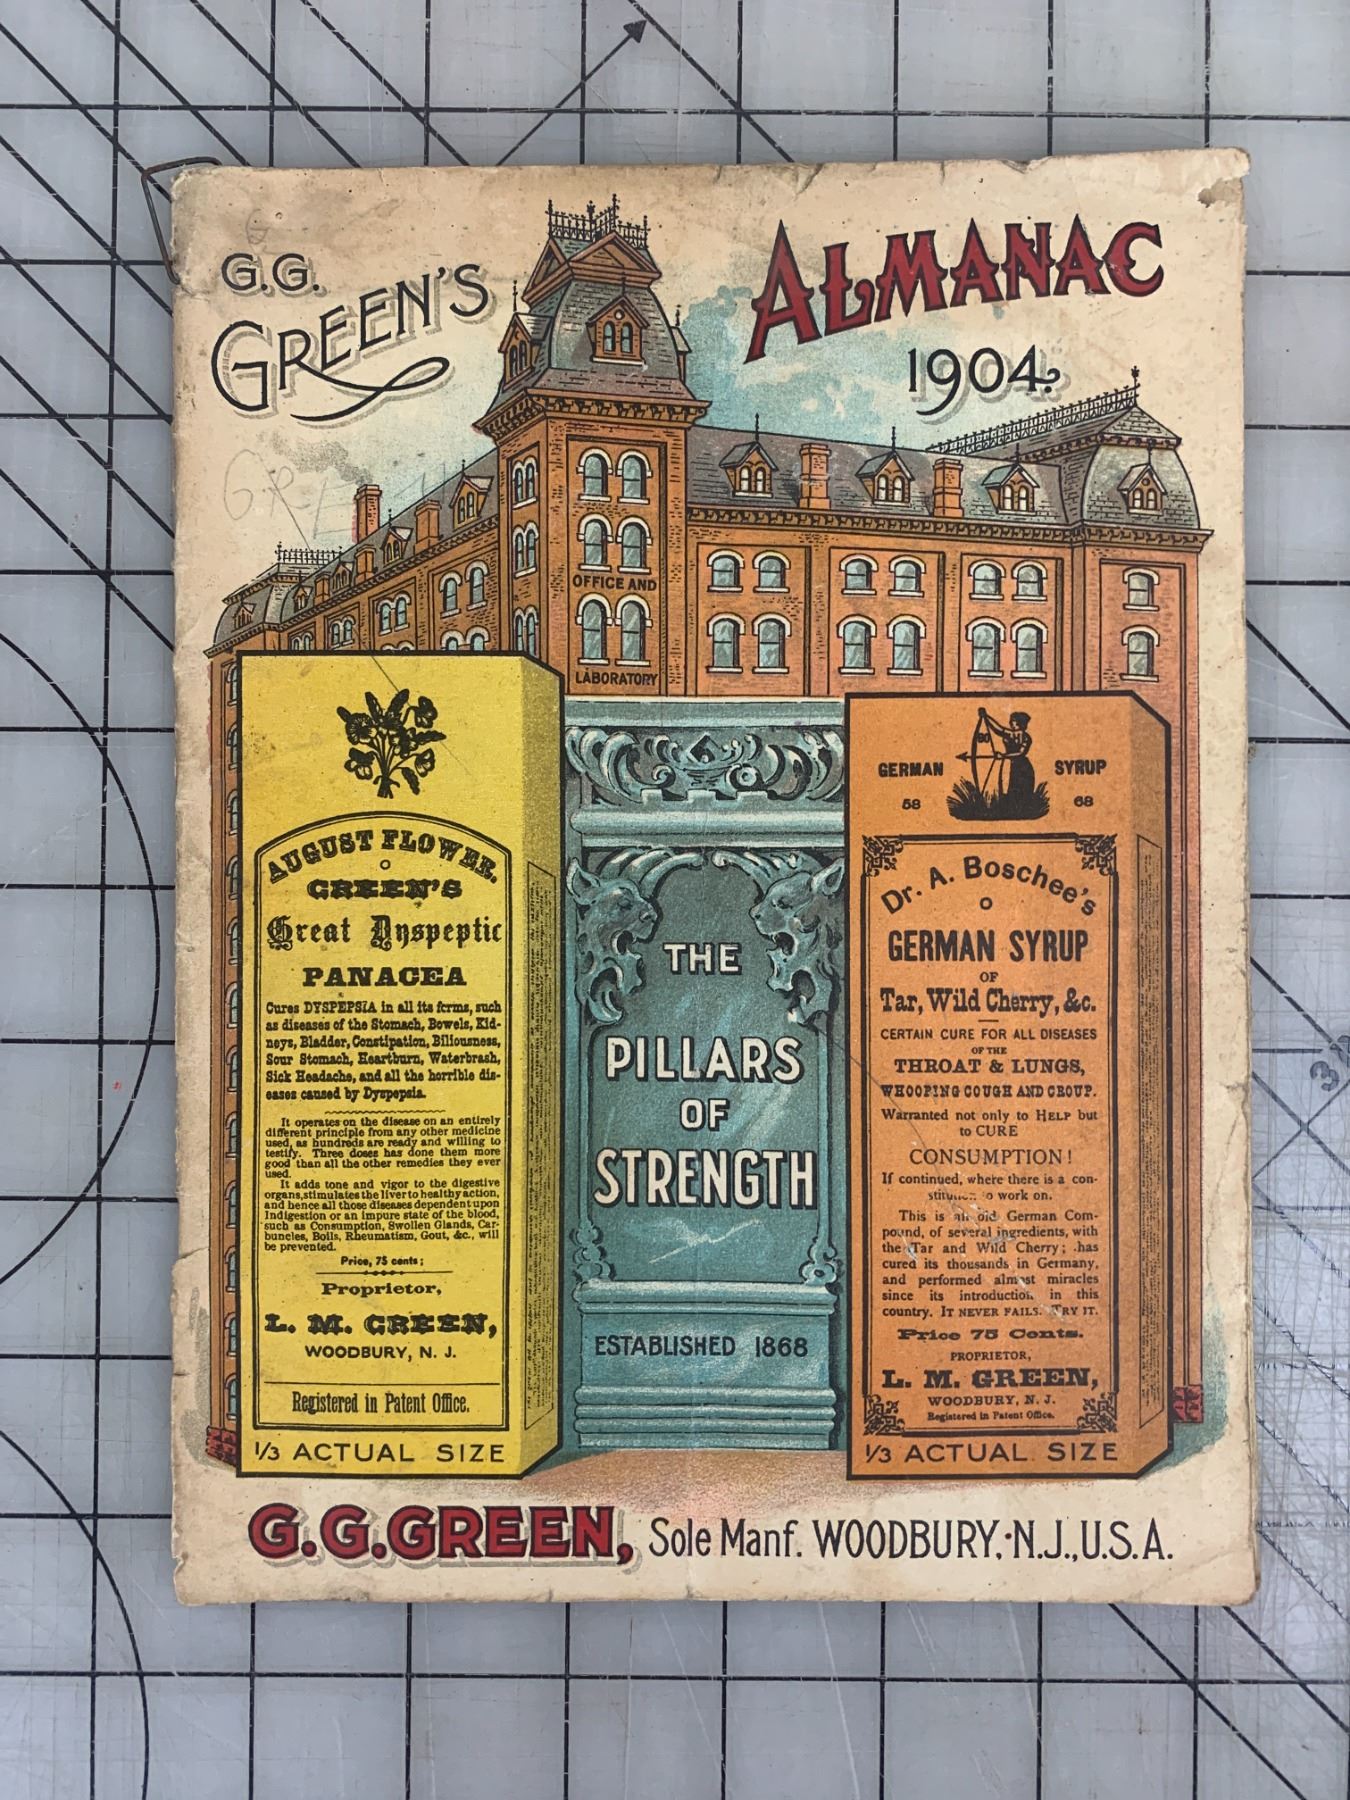 G.G.
GREEN'S
ALMANAC
1904.
OFFICE AND
LABORATORY
AUGUST FLOWER.
GREEN'S
Great Dyspeptic
PANACEA
Cures DYSPEPSIA in all its forms, such
as diseases of the Stomach, Bowels, Kid-
neys, Bladder, Constipation, Biliousness,
Sour Stomach, Heartburn, Waterbrash,
Sick Headache, and all the horrible dis-
eases caused by Dyspepsia.
It operates on the disease on an entirely
different principle from any other medicine
used, as hundreds are ready and willing to
testify. Three doses has done them more
good than all the other remedies they ever
used.
It adds tone and vigor to the digestive
organs, stimulates the liver to healthy action,
and hence all those diseases dependent upon
Indigestion or an impure state of the blood,
such as Consumption, Swollen Glands, Car-
buncles, Boils, Rheumatism, Gout, &c., will
be prevented.
Price, 75 cents;
Proprietor,
L. M. GREEN,
WOODBURY, N. J.
Registered in Patent Office.
1/3 ACTUAL SIZE
THE
PILLARS
OF
STRENGTH
ESTABLISHED 1868
GERMAN SYRUP
58 68
Dr. A. Boschee's
GERMAN SYRUP
OF
Tar, Wild Cherry, &c.
CERTAIN CURE FOR ALL DISEASES
OF THE
THROAT & LUNGS,
WHOOPING COUGH AND CROUP.
Warranted not only to HELP but
to CURE
CONSUMPTION!
If continued, where there is a con-
stitution to work on.
This is an old German Com-
pound, of several ingredients, with
the Tar and Wild Cherry; has
cured its thousands in Germany,
and performed almost miracles
since its introduction in this
country. IT NEVER FAILS. TRY IT.
Price 75 Cents.
PROPRIETOR,
L. M. GREEN,
WOODBURY, N. J.
Registered in Patent Office.
1/3 ACTUAL SIZE
G.G.GREEN, Sole Manf. WOODBURY, N.J., U.S.A.
3"